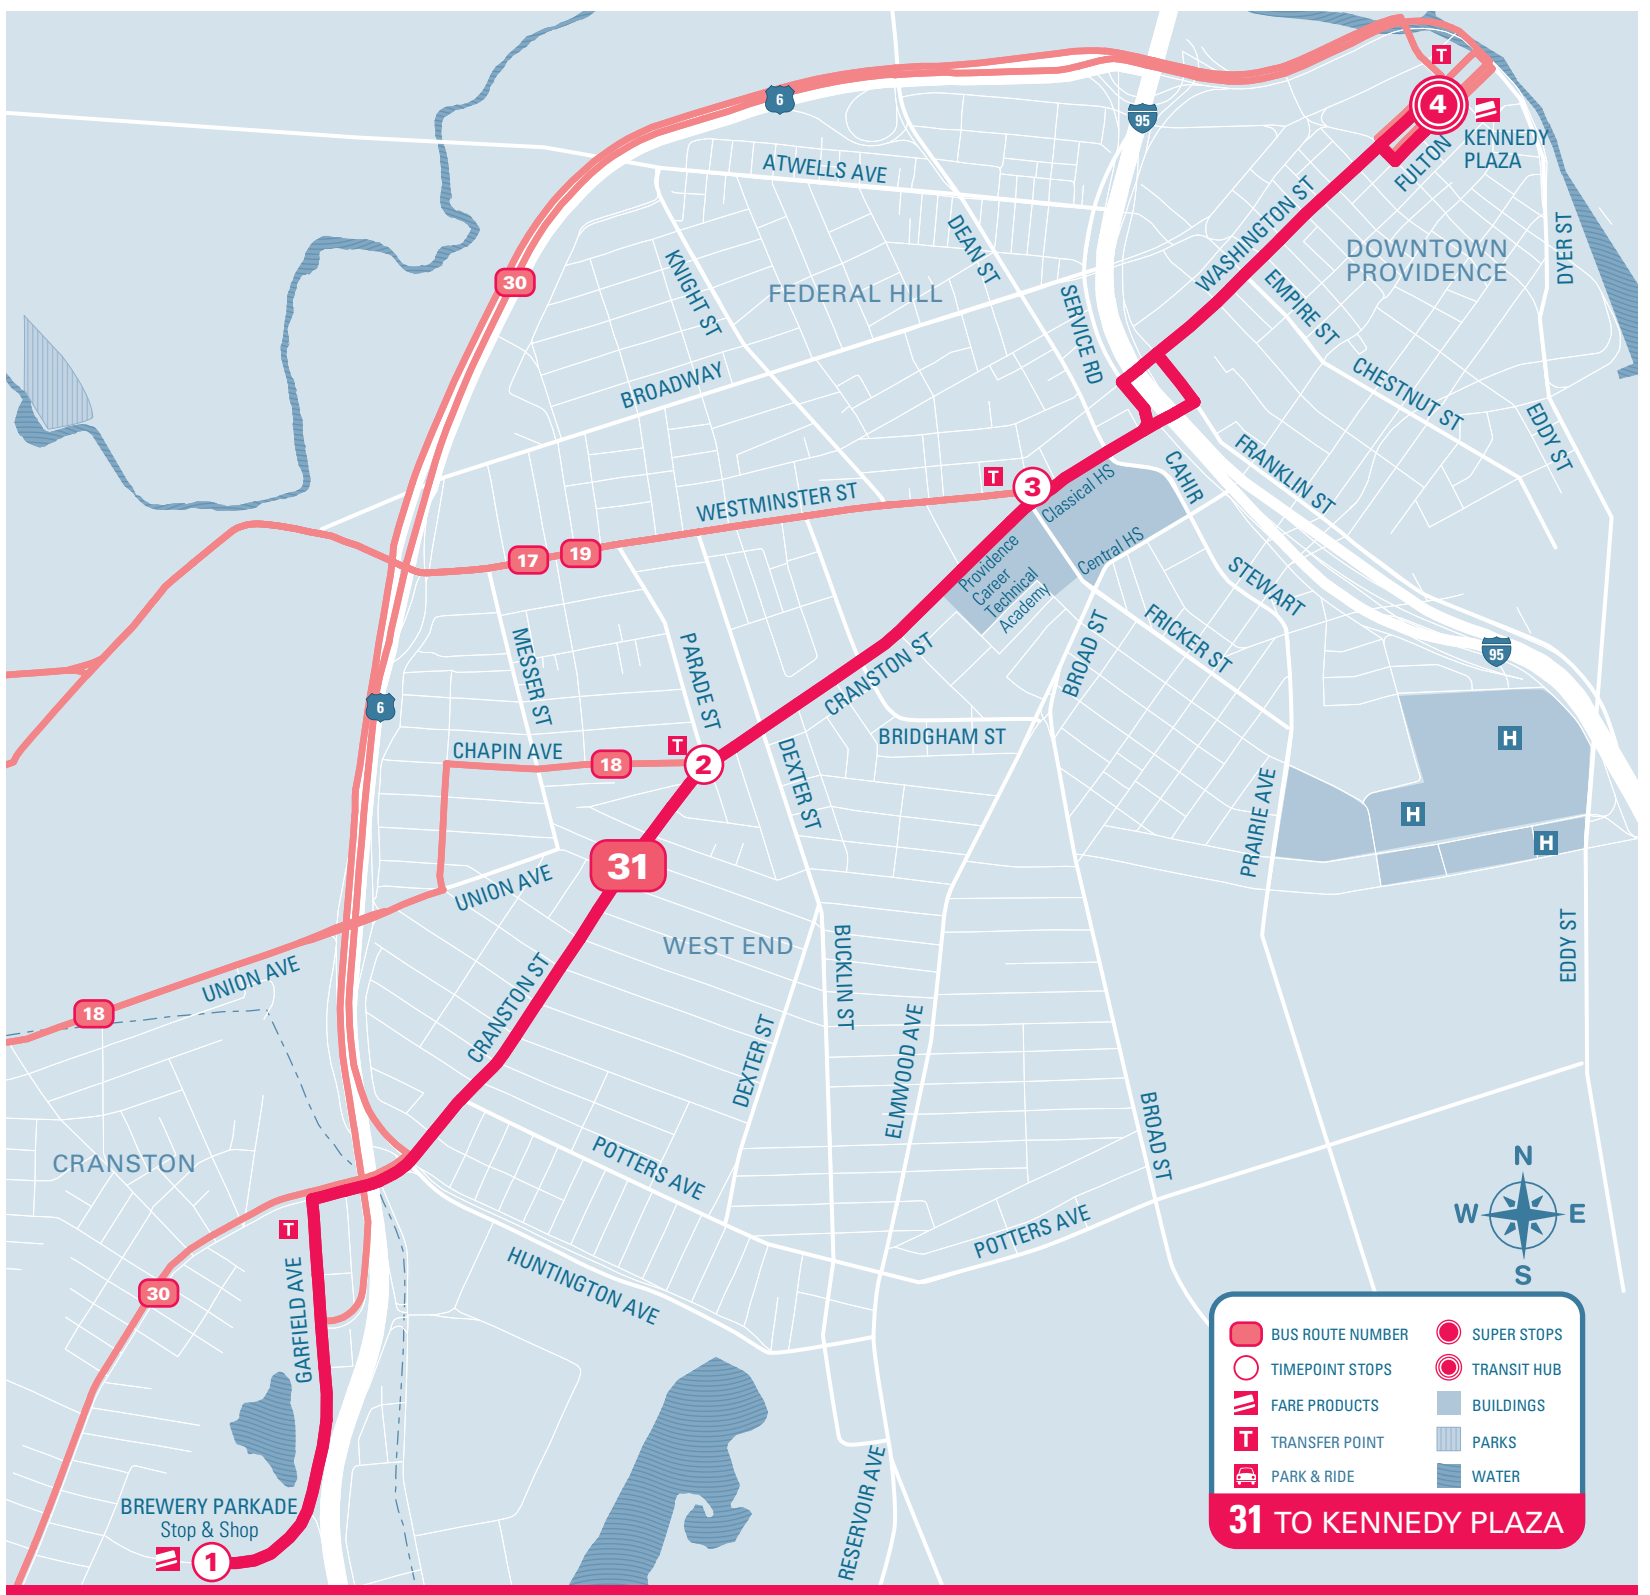 T
6
95
4
KENNEDY
PLAZA
FULTON
ATWELLS AVE
WASHINGTON ST
DEAN ST
DYER ST
DOWNTOWN
PROVIDENCE
KNIGHT ST
30
FEDERAL HILL
EMPIRE ST
SERVICE RD
BROADWAY
CHESTNUT ST
EDDY ST
FRANKLIN ST
CAHIR
T
3
Classical HS
WESTMINSTER ST
17
19
Central HS
Providence
Career
Technical
Academy
STEWART
FRICKER ST
BROAD ST
MESSER ST
PARADE ST
CRANSTON ST
95
6
BRIDGHAM ST
CHAPIN AVE
18
T
2
DEXTER ST
H
H
H
PRAIRIE AVE
31
UNION AVE
WEST END
BUCKLIN ST
EDDY ST
UNION AVE
18
CRANSTON ST
DEXTER ST
ELMWOOD AVE
BROAD ST
CRANSTON
POTTERS AVE
POTTERS AVE
N
W
E
S
T
HUNTINGTON AVE
30
GARFIELD AVE
BREWERY PARKADE
Stop & Shop
1
RESERVOIR AVE
BUS ROUTE NUMBER
SUPER STOPS
TIMEPOINT STOPS
TRANSIT HUB
FARE PRODUCTS
BUILDINGS
T
TRANSFER POINT
PARKS
PARK & RIDE
WATER
31 TO KENNEDY PLAZA